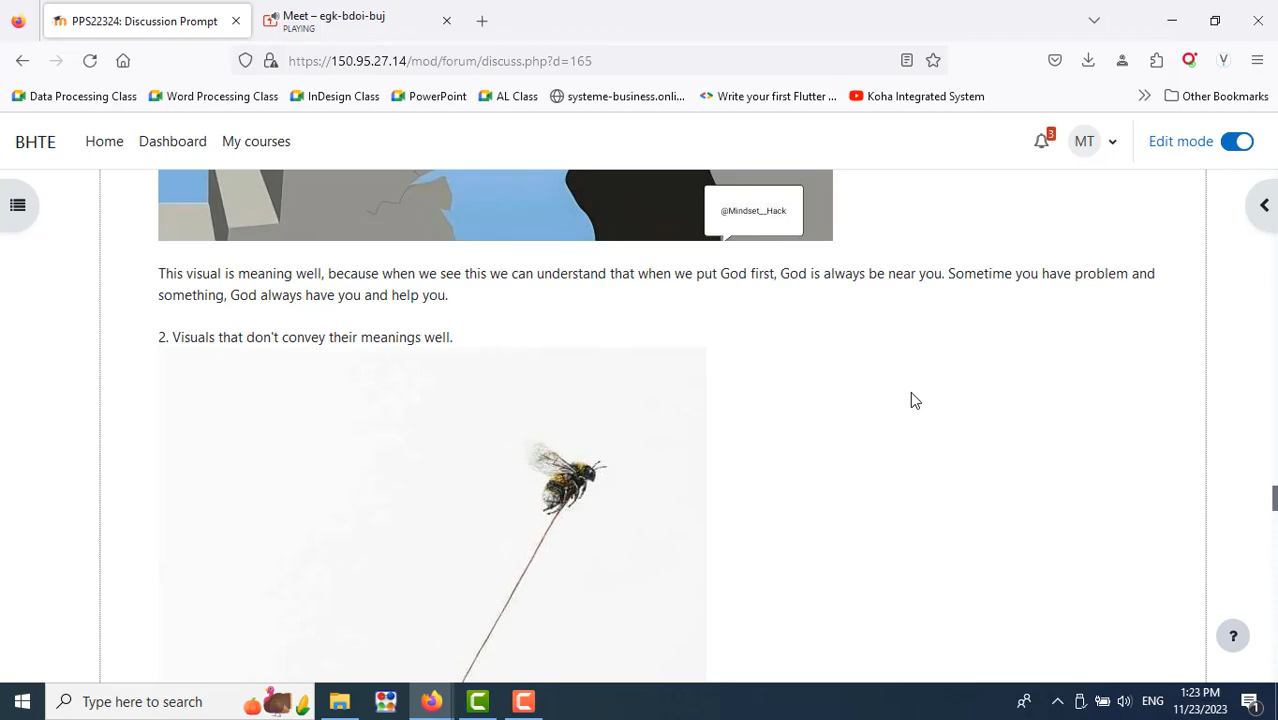 PPS22324: Discussion Prompt
Meet – egk-bdoi-buj
PLAYING
https://150.95.27.14/mod/forum/discuss.php?d=165
Data Processing Class
Word Processing Class
InDesign Class
PowerPoint
AL Class
systeme-business.onli...
Write your first Flutter ...
Koha Integrated System
Other Bookmarks
BHTE
Home
Dashboard
My courses
3
MT
Edit mode
@Mindset__Hack
This visual is meaning well, because when we see this we can understand that when we put God first, God is always be near you. Sometime you have problem and
something, God always have you and help you.
2. Visuals that don't convey their meanings well.
?
Type here to search
ENG
1:23 PM
11/23/2023
1